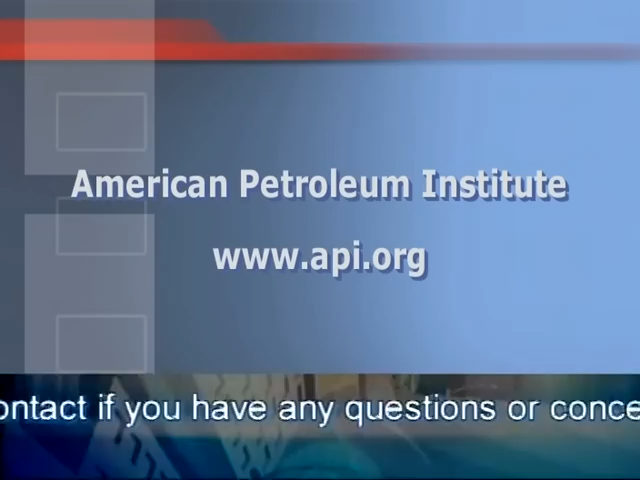 American Petroleum Institute
www.api.org
ontact if you have any questions or conce